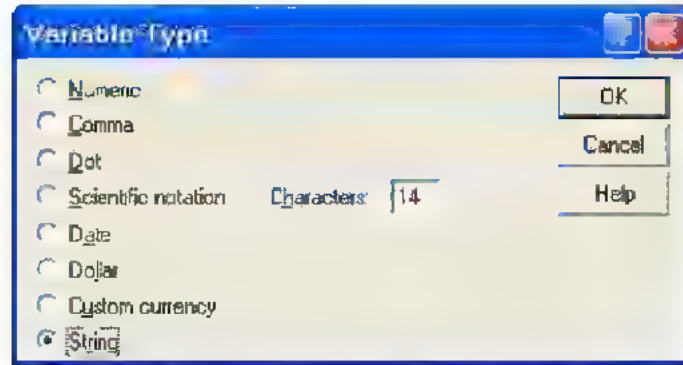 Variable Type
Numeric
Comma
Dot
Scientific notation
Date
Dollar
Custom currency
String
Characters: 14
OK
Cancel
Help